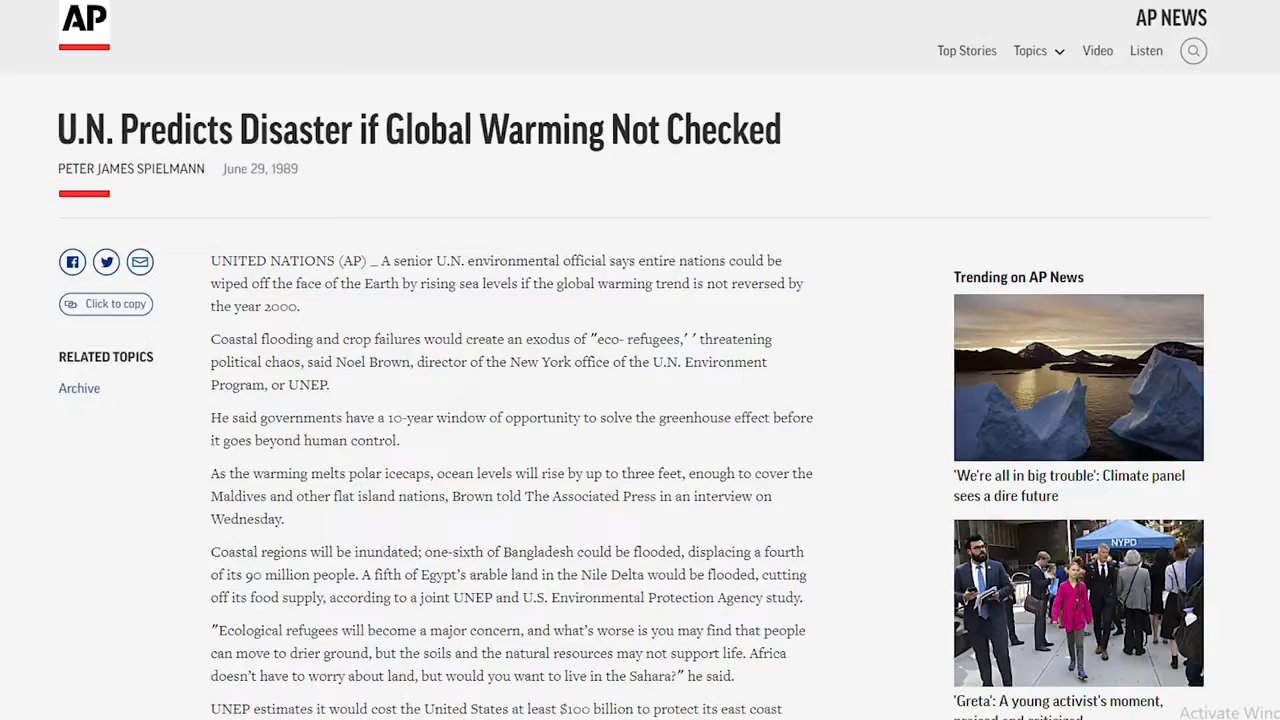 AP
AP NEWS
Top Stories Topics Video Listen
U.N. Predicts Disaster if Global Warming Not Checked
PETER JAMES SPIELMANN June 29, 1989
Click to copy
RELATED TOPICS
Archive
UNITED NATIONS (AP) _ A senior U.N. environmental official says entire nations could be
wiped off the face of the Earth by rising sea levels if the global warming trend is not reversed by
the year 2000.
Coastal flooding and crop failures would create an exodus of "eco- refugees,' ' threatening
political chaos, said Noel Brown, director of the New York office of the U.N. Environment
Program, or UNEP.
He said governments have a 10-year window of opportunity to solve the greenhouse effect before
it goes beyond human control.
As the warming melts polar icecaps, ocean levels will rise by up to three feet, enough to cover the
Maldives and other flat island nations, Brown told The Associated Press in an interview on
Wednesday.
Coastal regions will be inundated; one-sixth of Bangladesh could be flooded, displacing a fourth
of its 90 million people. A fifth of Egypt's arable land in the Nile Delta would be flooded, cutting
off its food supply, according to a joint UNEP and U.S. Environmental Protection Agency study.
"Ecological refugees will become a major concern, and what's worse is you may find that people
can move to drier ground, but the soils and the natural resources may not support life. Africa
doesn't have to worry about land, but would you want to live in the Sahara?" he said.
UNEP estimates it would cost the United States at least $100 billion to protect its east coast
Trending on AP News
'We're all in big trouble': Climate panel
sees a dire future
NYPD
'Greta': A young activist's moment,
praised and criticized
Activate Wind